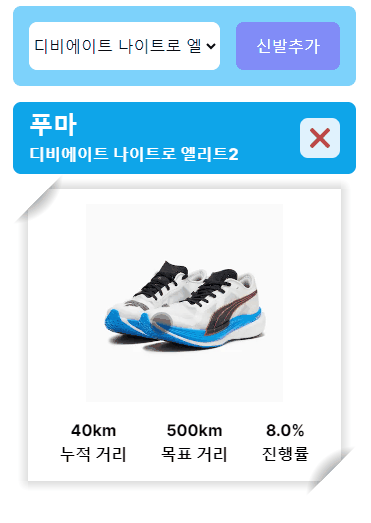 디비에이트 나이트로 엘
신발추가
푸마
디비에이트 나이트로 엘리트2
40km 500km 8.0%
누적 거리 목표 거리 진행률